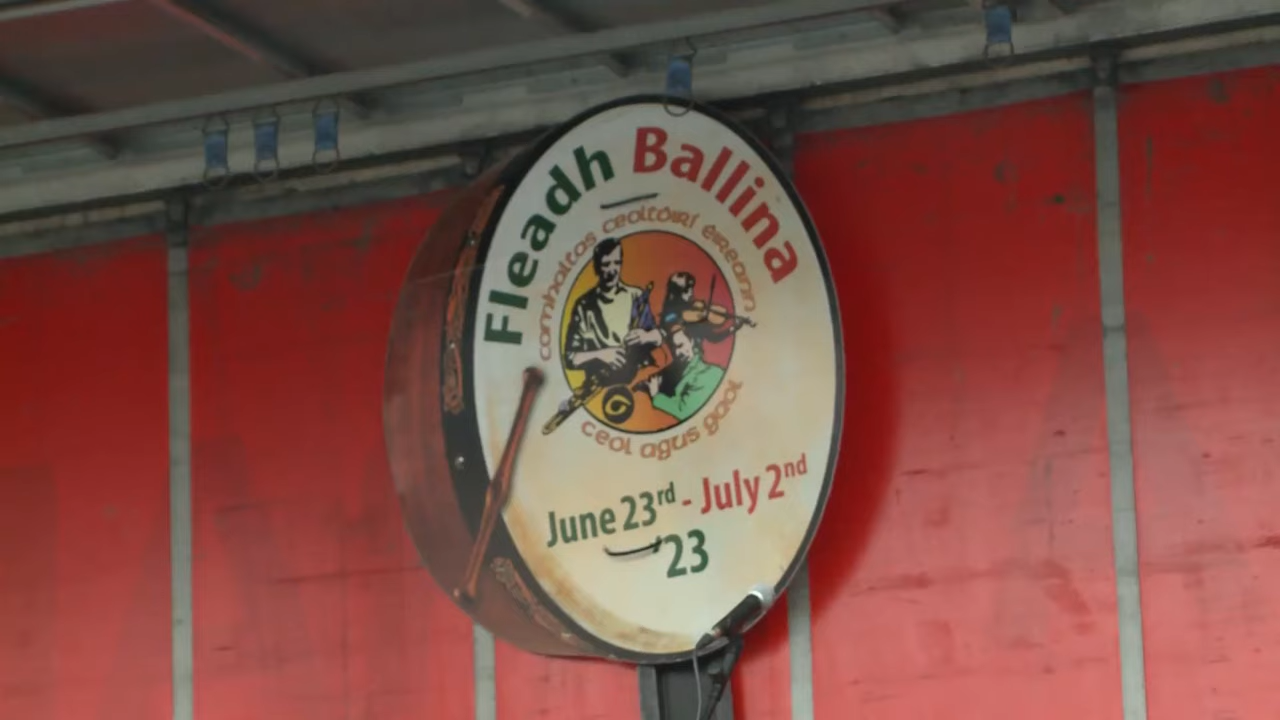 Fleadh Ballina
comhaltas ceoltóirí éireann
ceol agus gaol
June 23rd - July 2nd
'23